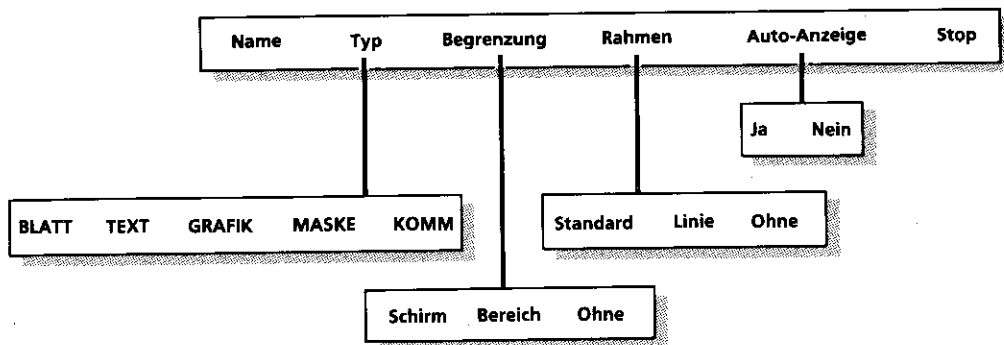 Name Typ Begrenzung Rahmen Auto-Anzeige Stop
Ja Nein
BLATT TEXT GRAFIK MASKE KOMM
Standard Linie Ohne
Schirm Bereich Ohne